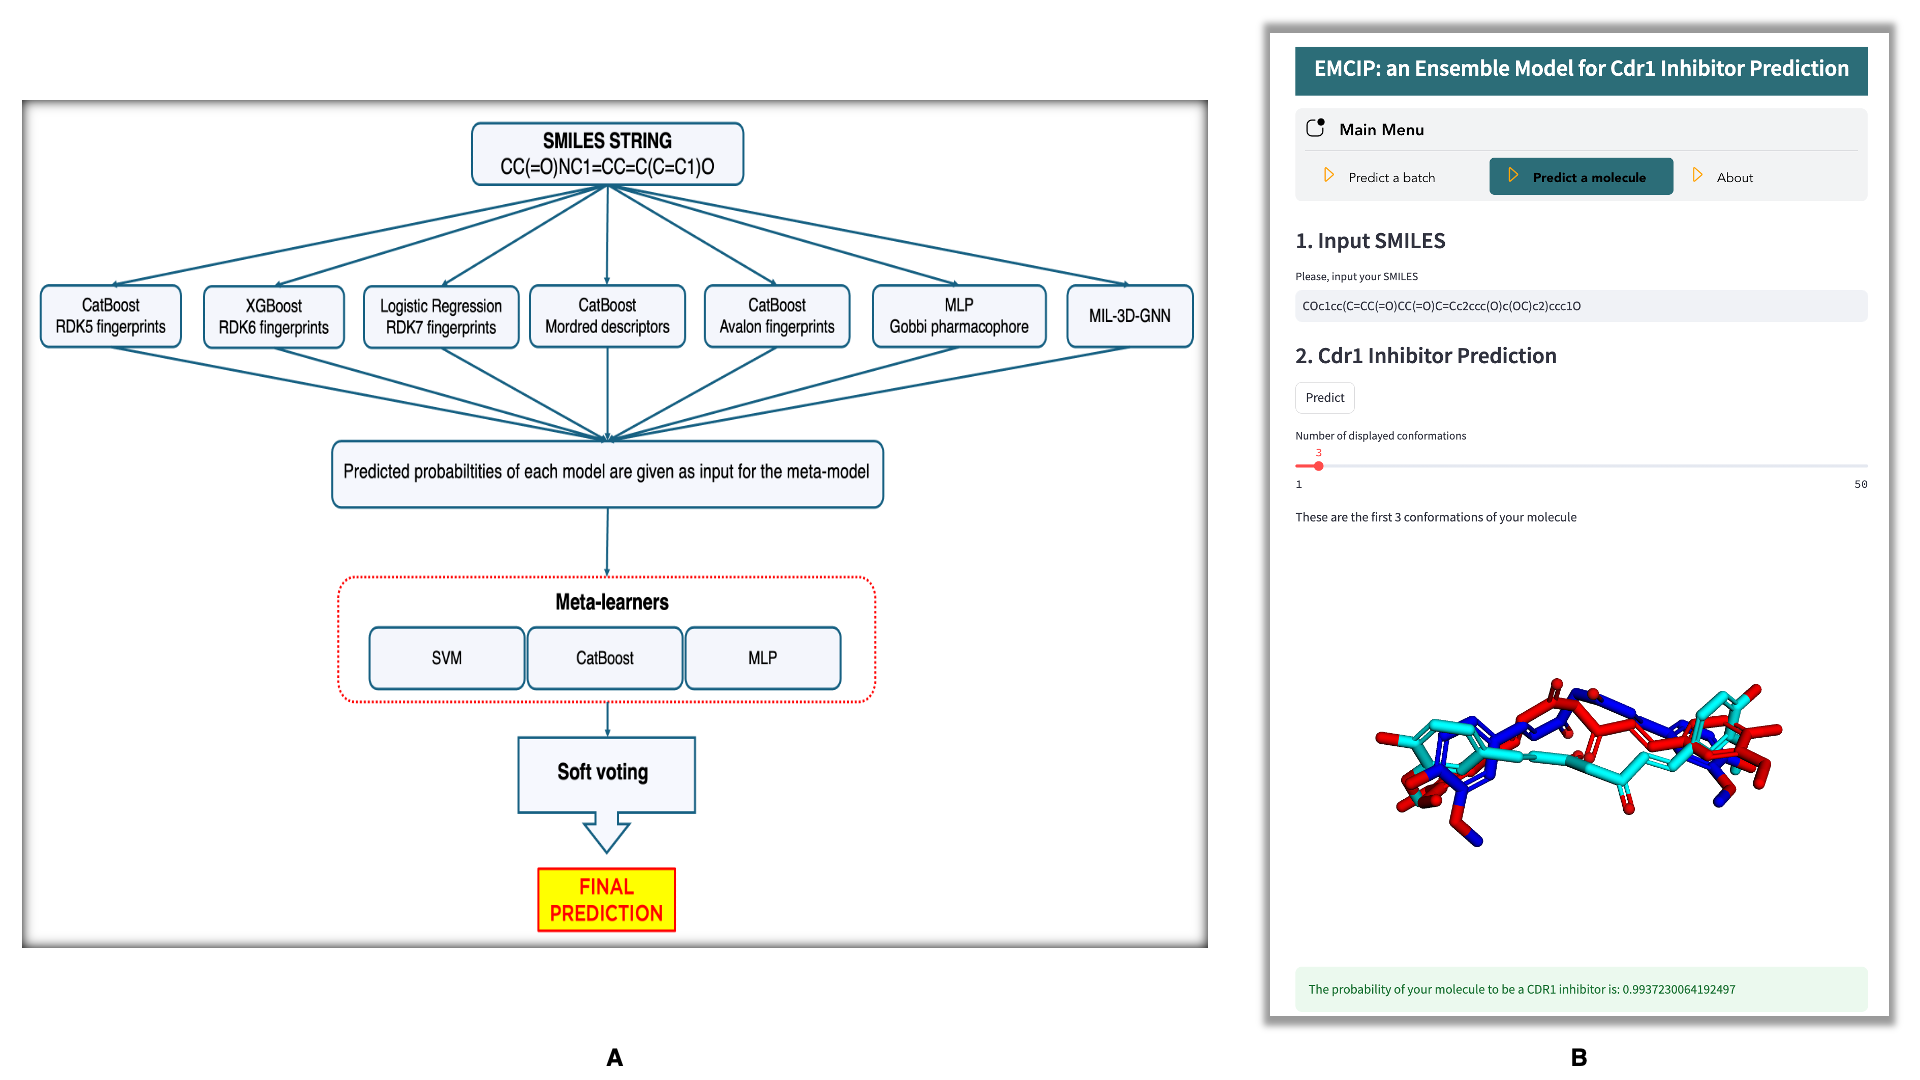 SMILES STRING
CC(=O)NC1=CC=C(C=C1)O
CatBoost
RDK5 fingerprints
XGBoost
RDK6 fingerprints
Logistic Regression
RDK7 fingerprints
CatBoost
Mordred descriptors
CatBoost
Avalon fingerprints
MLP
Gobbi pharmacophore
MIL-3D-GNN
Predicted probabiltities of each model are given as input for the meta-model
Meta-learners
SVM
CatBoost
MLP
Soft voting
FINAL
PREDICTION
A
EMCIP: an Ensemble Model for Cdr1 Inhibitor Prediction
Main Menu
Predict a batch
Predict a molecule
About
1. Input SMILES
Please, input your SMILES
COc1cc(C=CC(=O)CC(=O)C=Cc2ccc(O)c(OC)c2)ccc1O
2. Cdr1 Inhibitor Prediction
Predict
Number of displayed conformations
3
1
50
These are the first 3 conformations of your molecule
The probability of your molecule to be a CDR1 inhibitor is: 0.9937230064192497
B